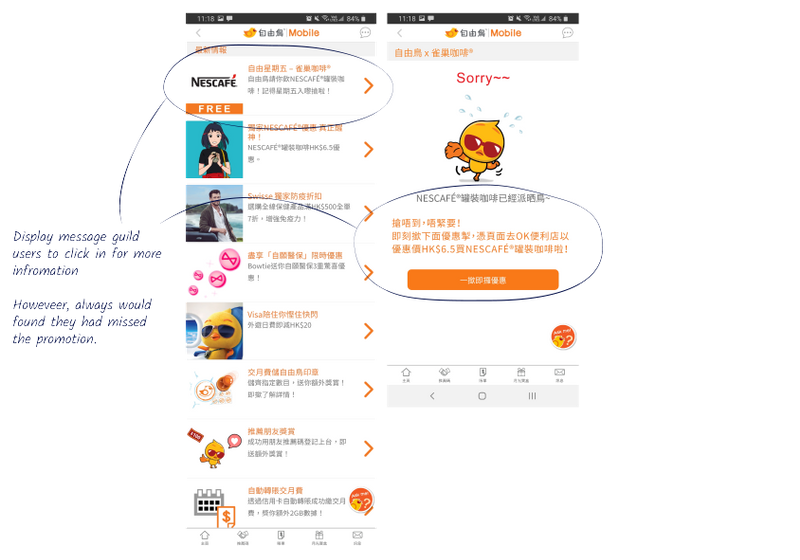 11:18
84%
自由鳥 Mobile
最新情報
NESCAFÉ
FREE
自由星期五 – 雀巢咖啡®
自由鳥請你飲NESCAFÉ®罐裝咖
啡！記得星期五入嚟搶啦！
獨家NESCAFÉ®優惠 真正醒
神！
NESCAFÉ®罐裝咖啡HK$6.5優
惠。
Swisse 獨家防疫折扣
選購全線保健產品滿HK$500全單
7折，增強免疫力！
盡享「自願醫保」限時優惠
Bowtie送你自願醫保3重驚喜優
惠！
Visa陪住你慳住快閃
外遊日費即減HK$20
交月費儲自由鳥印章
儲齊指定數目，送你額外獎賞！
即撳了解詳情！
推薦朋友獎賞
成功用朋友推薦碼登記上台，即
送額外獎賞！
自動轉賬交月費
透過信用卡自動轉賬成功繳交月
費，獎你額外2GB數據！
11:18
84%
自由鳥 Mobile
自由鳥 x 雀巢咖啡®
Sorry~~
NESCAFÉ®罐裝咖啡已經派晒鳥~
搶唔到，唔緊要！
即刻撳下面優惠掣，憑頁面去OK便利店以
優惠價HK$6.5買NESCAFÉ®罐裝咖啡啦！
一撳即攞優惠
Display message guild
users to click in for more
infromation
Howeveer, always would
found they had missed
the promotion.